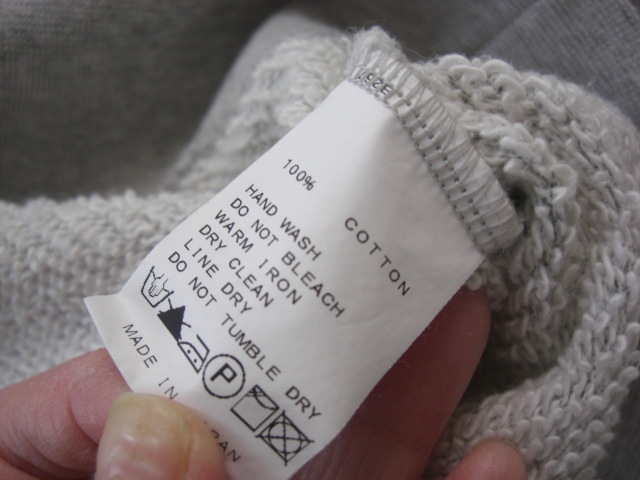 100% COTTON
HAND WASH
DO NOT BLEACH
WARM IRON
DRY CLEAN
LINE DRY
DO NOT TUMBLE DRY
P
MADE IN